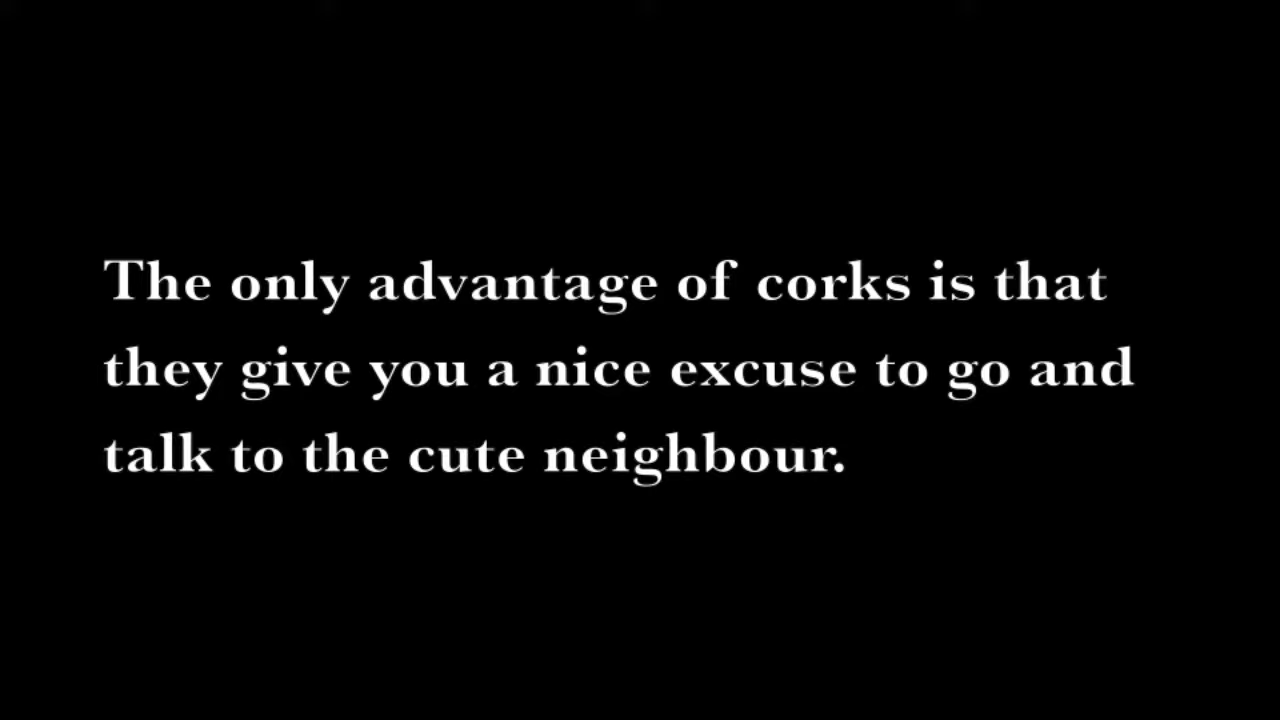 The only advantage of corks is that
they give you a nice excuse to go and
talk to the cute neighbour.